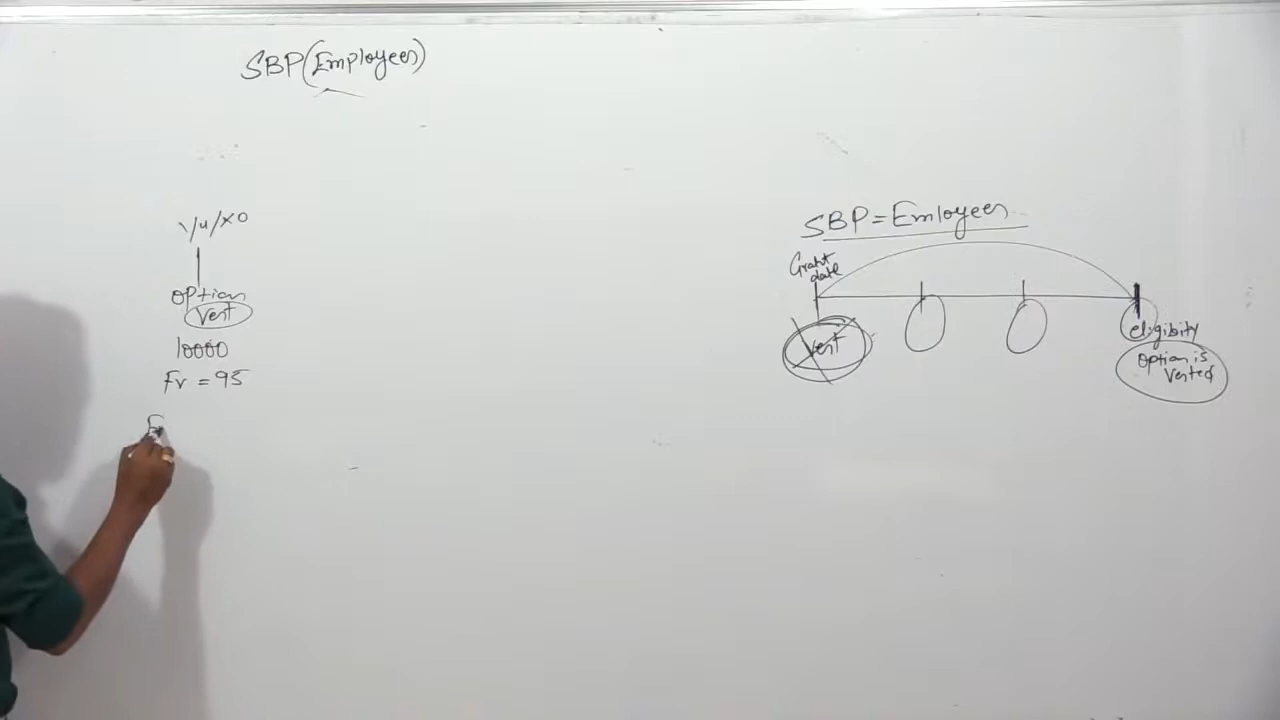 SBP (Employees)
1/4/X0
option
Vest
10000
Fv = 95
E
SBP = Emloyees
Grant
date
Vest
eligibity
option is
Vested